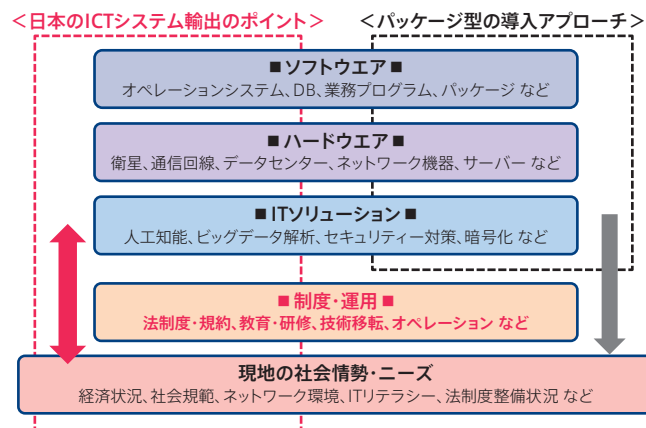 ＜日本のICTシステム輸出のポイント＞
＜パッケージ型の導入アプローチ＞
■ ソフトウエア ■
オペレーションシステム、DB、業務プログラム、パッケージ など
■ ハードウエア ■
衛星、通信回線、データセンター、ネットワーク機器、サーバー など
■ ITソリューション ■
人工知能、ビッグデータ解析、セキュリティー対策、暗号化 など
■ 制度・運用 ■
法制度・規約、教育・研修、技術移転、オペレーション など
現地の社会情勢・ニーズ
経済状況、社会規範、ネットワーク環境、ITリテラシー、法制度整備状況 など